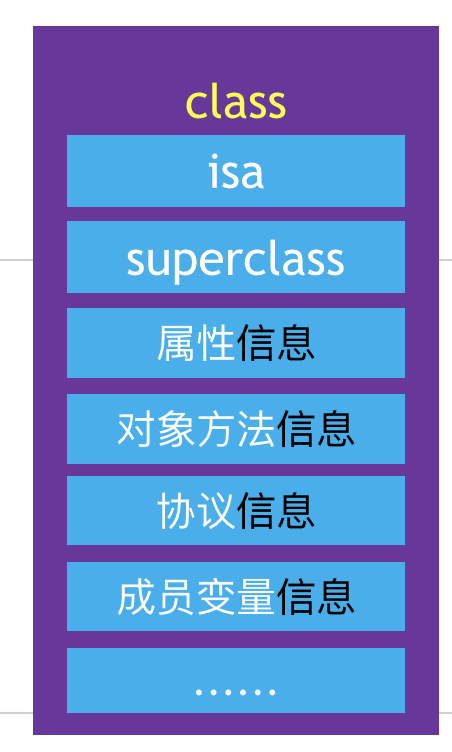 class
isa
superclass
属性信息
对象方法信息
协议信息
成员变量信息
......